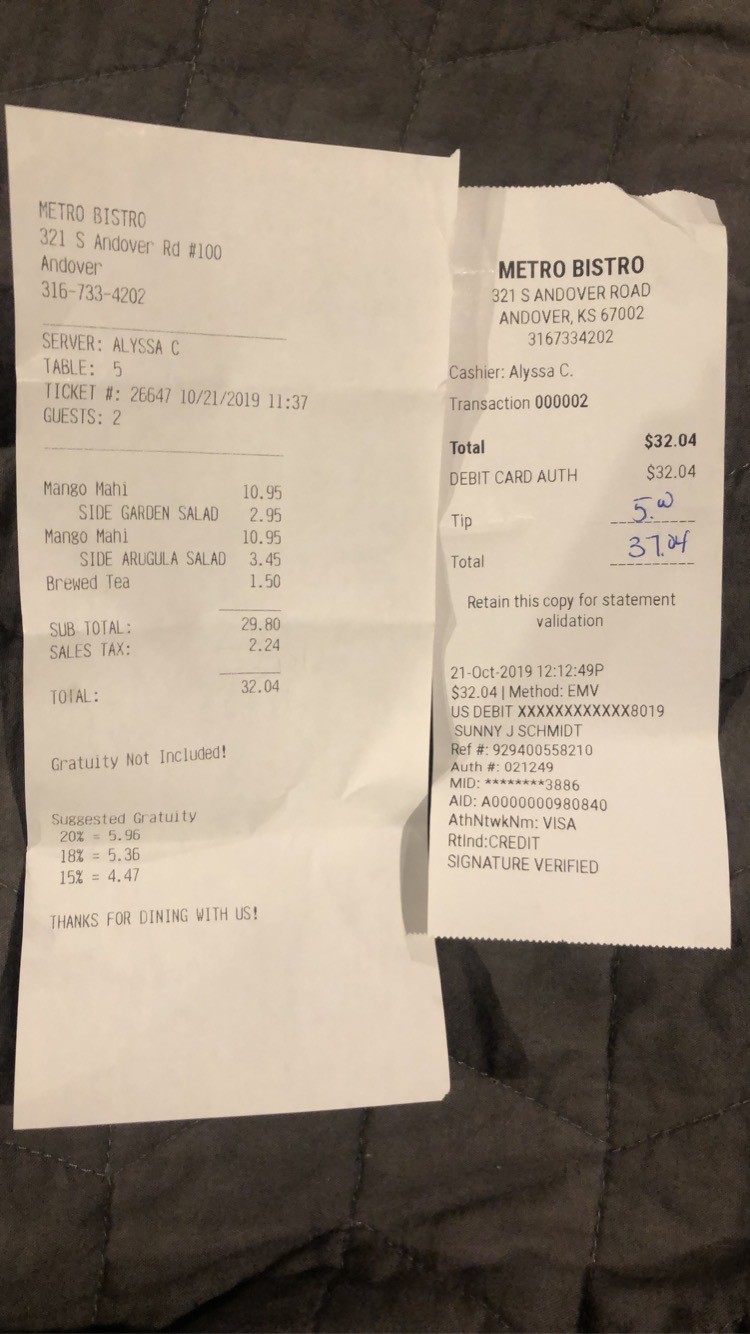 METRO BISTRO
321 S Andover Rd #100
Andover
316-733-4202
SERVER: ALYSSA C
TABLE: 5
TICKET #: 26647 10/21/2019 11:37
GUESTS: 2
Mango Mahi 10.95
SIDE GARDEN SALAD 2.95
Mango Mahi 10.95
SIDE ARUGULA SALAD 3.45
Brewed Tea 1.50
SUB TOTAL: 29.80
SALES TAX: 2.24
TOTAL: 32.04
Gratuity Not Included!
Suggested Gratuity
20% = 5.96
18% = 5.36
15% = 4.47
THANKS FOR DINING WITH US!
METRO BISTRO
321 S ANDOVER ROAD
ANDOVER, KS 67002
3167334202
Cashier: Alyssa C.
Transaction 000002
Total $32.04
DEBIT CARD AUTH $32.04
Tip 5.00
Total 37.04
Retain this copy for statement
validation
21-Oct-2019 12:12:49P
$32.04 | Method: EMV
US DEBIT XXXXXXXXXXXX8019
SUNNY J SCHMIDT
Ref #: 929400558210
Auth #: 021249
MID: ********3886
AID: A0000000980840
AthNtwkNm: VISA
RtInd:CREDIT
SIGNATURE VERIFIED